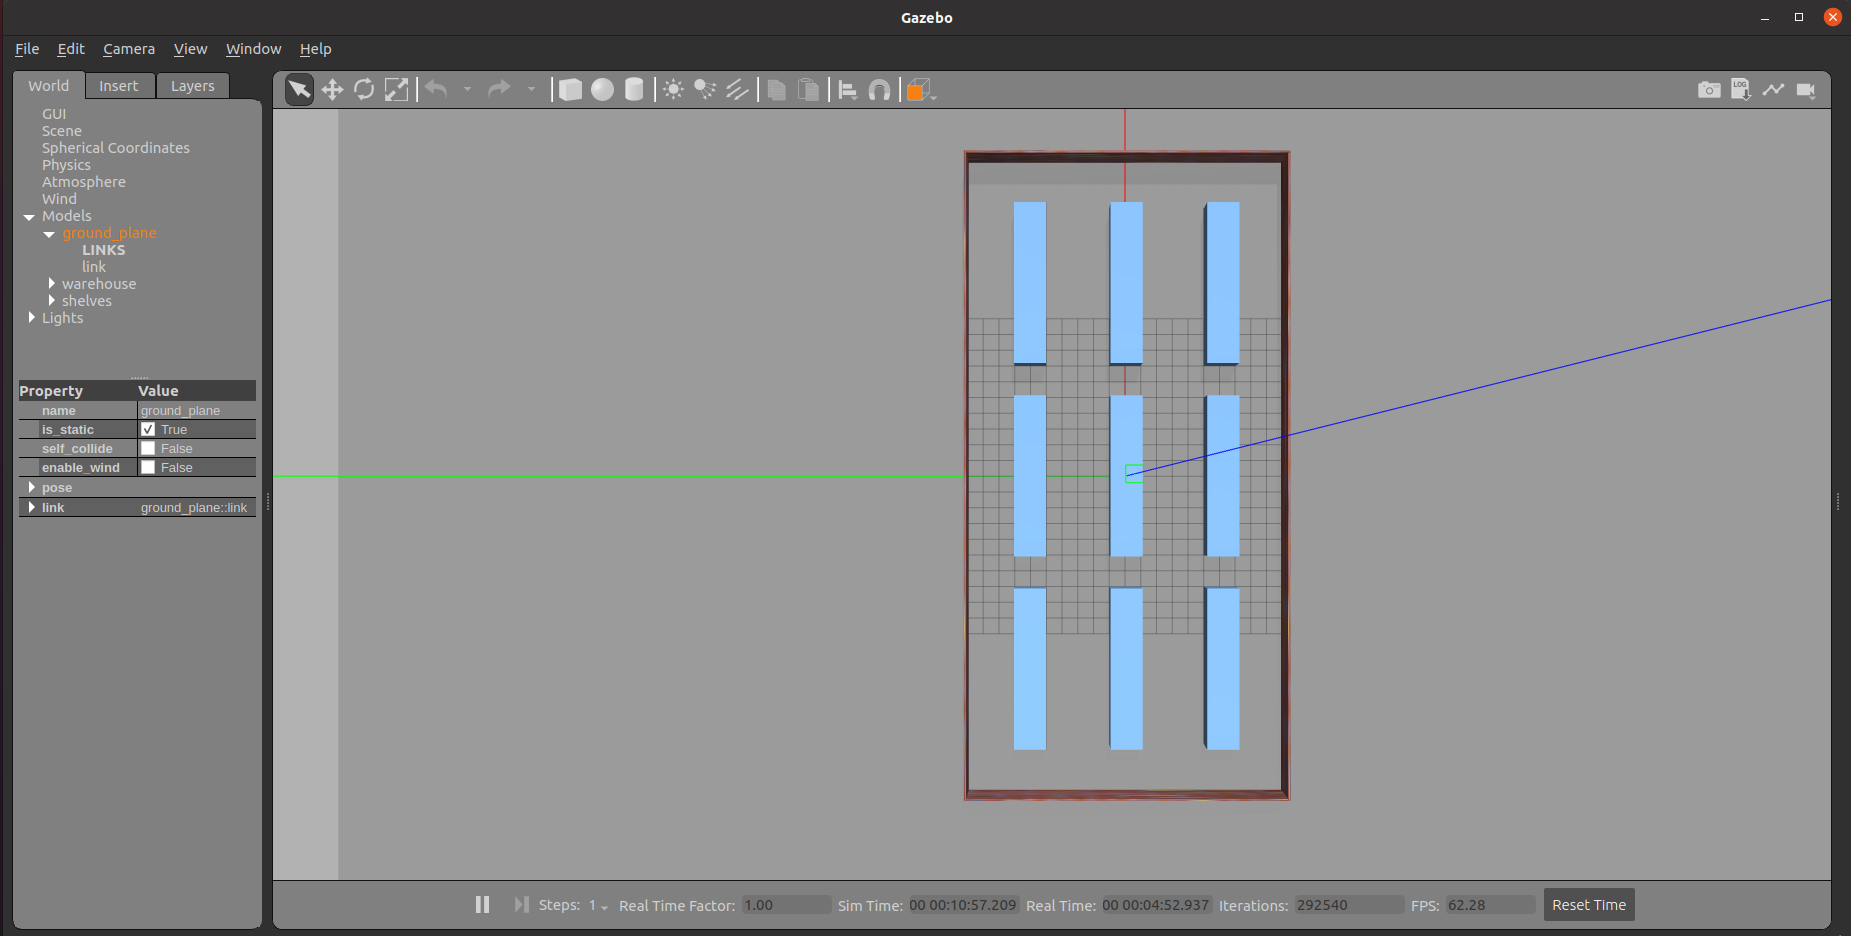 Gazebo
File Edit Camera View Window Help
World Insert Layers
GUI
Scene
Spherical Coordinates
Physics
Atmosphere
Wind
Models
ground_plane
LINKS
link
warehouse
shelves
Lights
Property Value
name ground_plane
is_static True
self_collide False
enable_wind False
pose
link ground_plane::link
LOG
Steps: 1 Real Time Factor: 1.00 Sim Time: 00 00:10:57.209 Real Time: 00 00:04:52.937 Iterations: 292540 FPS: 62.28 Reset Time